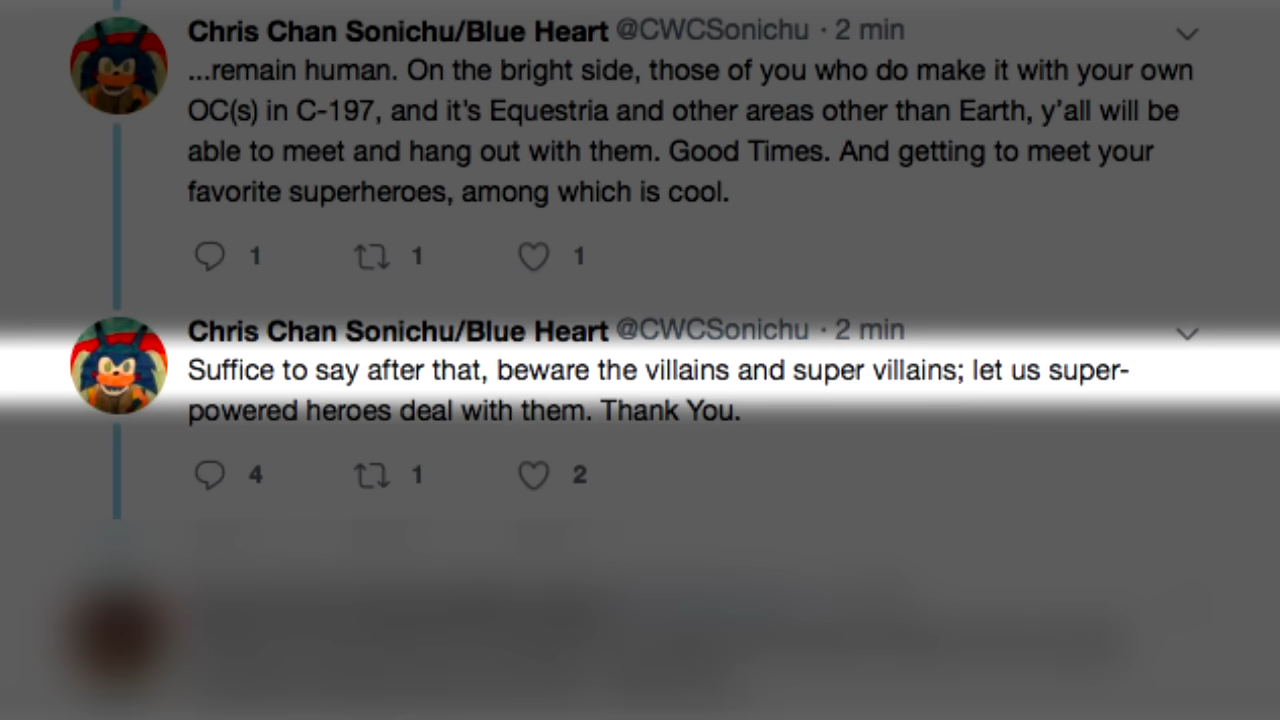 Chris Chan Sonichu/Blue Heart @CWCSonichu · 2 min
...remain human. On the bright side, those of you who do make it with your own
OC(s) in C-197, and it's Equestria and other areas other than Earth, y'all will be
able to meet and hang out with them. Good Times. And getting to meet your
favorite superheroes, among which is cool.
1 1 1
Chris Chan Sonichu/Blue Heart @CWCSonichu · 2 min
Suffice to say after that, beware the villains and super villains; let us super-
powered heroes deal with them. Thank You.
4 1 2